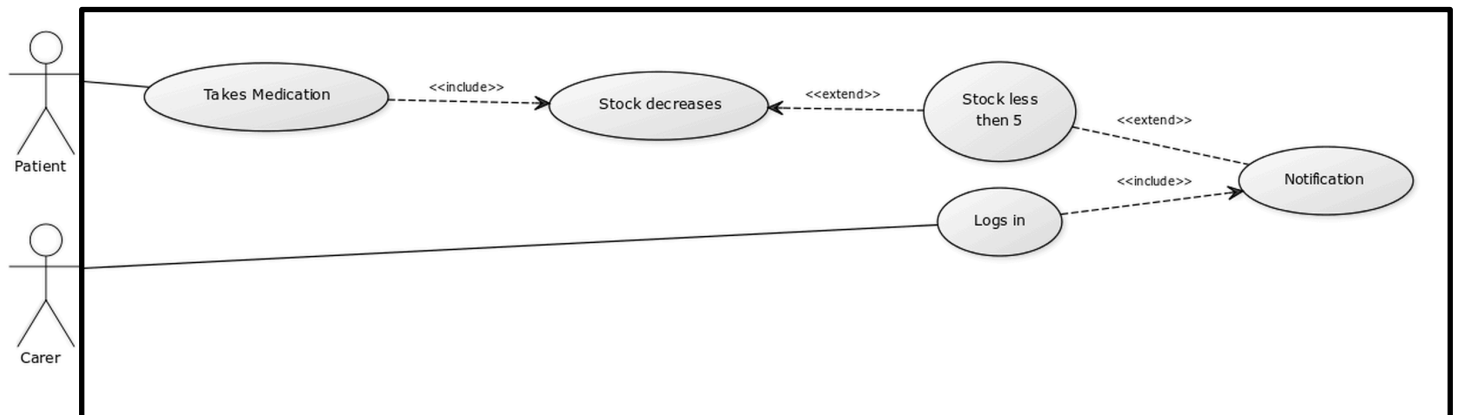 Patient
Takes Medication
<<include>>
Stock decreases
<<extend>>
Stock less
then 5
<<extend>>
Notification
<<include>>
Logs in
Carer